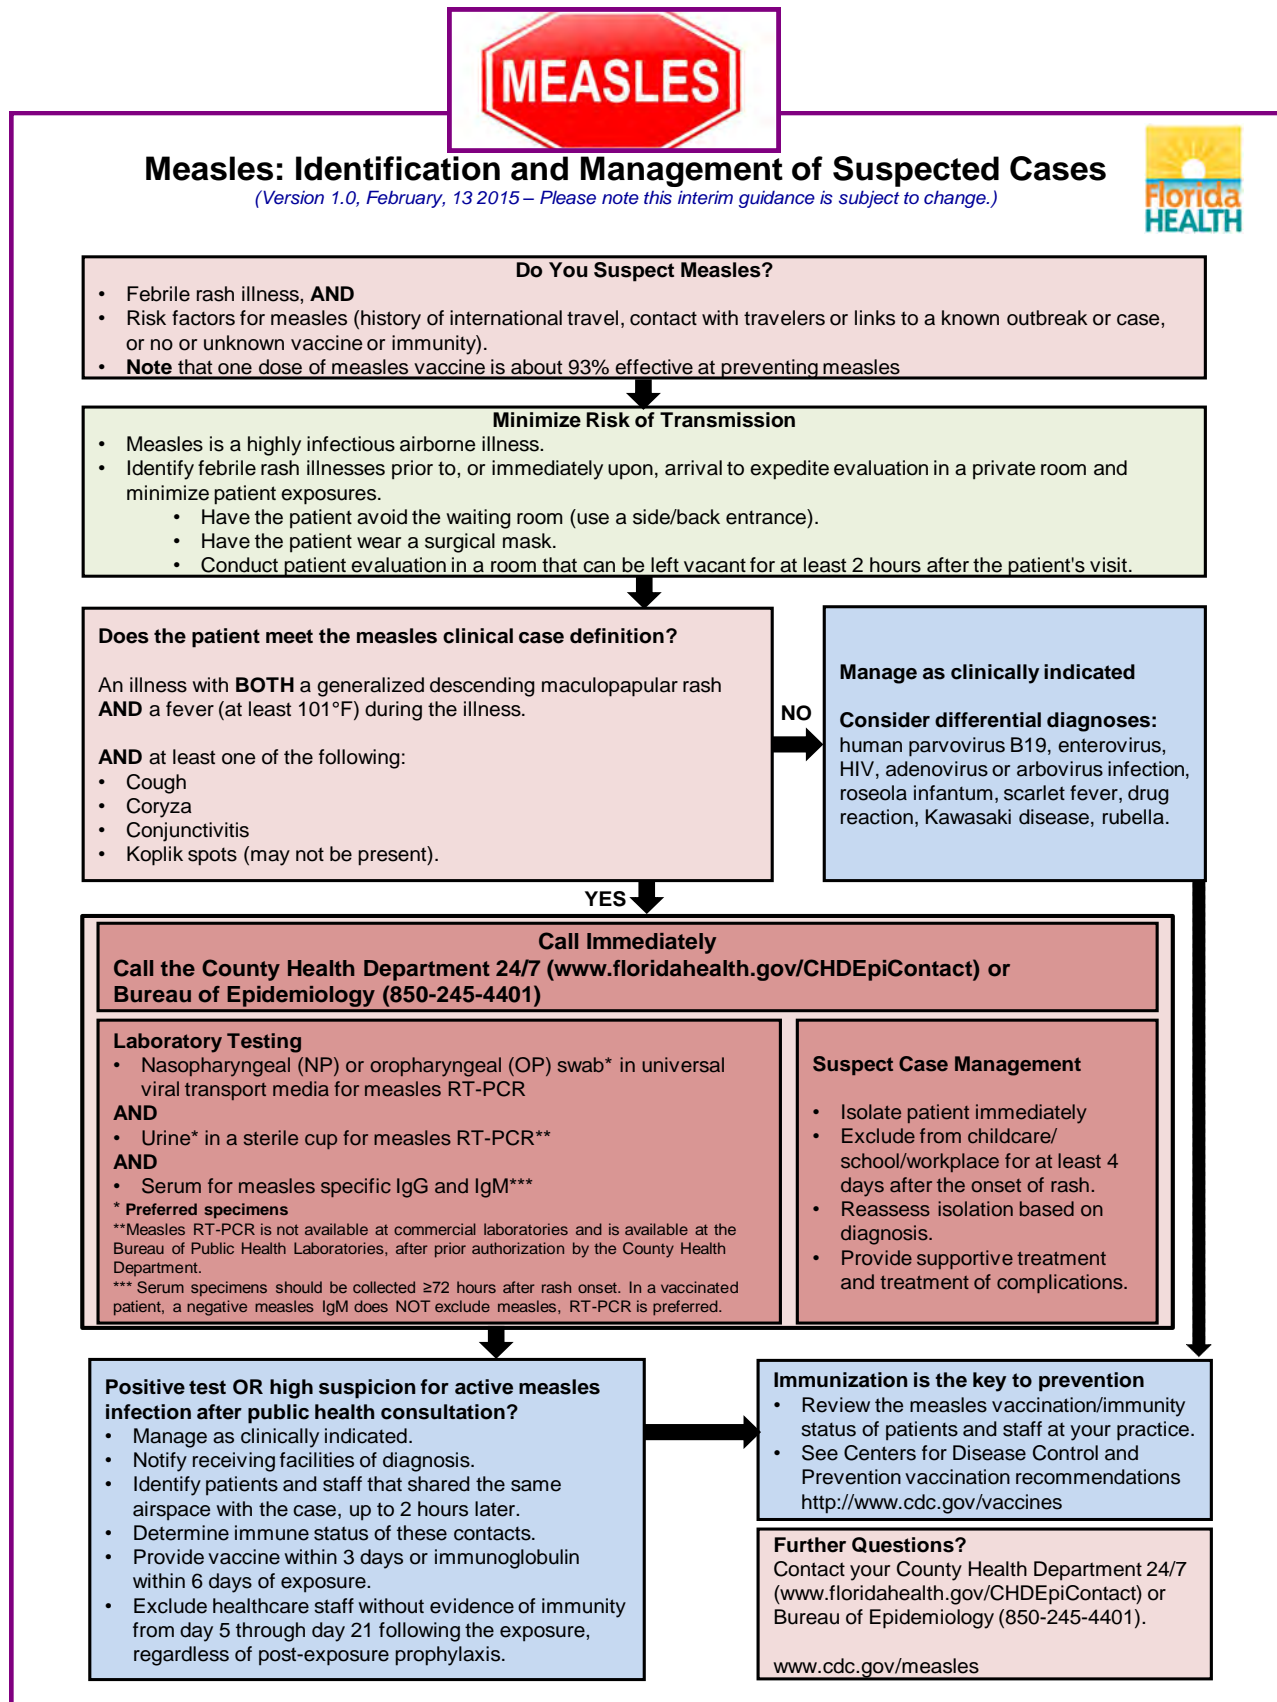 MEASLES
Measles: Identification and Management of Suspected Cases
(Version 1.0, February, 13 2015 – Please note this interim guidance is subject to change.)
Florida
HEALTH
Do You Suspect Measles?
• Febrile rash illness, AND
• Risk factors for measles (history of international travel, contact with travelers or links to a known outbreak or case,
or no or unknown vaccine or immunity).
• Note that one dose of measles vaccine is about 93% effective at preventing measles
Minimize Risk of Transmission
• Measles is a highly infectious airborne illness.
• Identify febrile rash illnesses prior to, or immediately upon, arrival to expedite evaluation in a private room and
minimize patient exposures.
• Have the patient avoid the waiting room (use a side/back entrance).
• Have the patient wear a surgical mask.
• Conduct patient evaluation in a room that can be left vacant for at least 2 hours after the patient's visit.
Does the patient meet the measles clinical case definition?
An illness with BOTH a generalized descending maculopapular rash
AND a fever (at least 101°F) during the illness.
AND at least one of the following:
• Cough
• Coryza
• Conjunctivitis
• Koplik spots (may not be present).
NO
Manage as clinically indicated
Consider differential diagnoses:
human parvovirus B19, enterovirus,
HIV, adenovirus or arbovirus infection,
roseola infantum, scarlet fever, drug
reaction, Kawasaki disease, rubella.
YES
Call Immediately
Call the County Health Department 24/7 (www.floridahealth.gov/CHDEpiContact) or
Bureau of Epidemiology (850-245-4401)
Laboratory Testing
• Nasopharyngeal (NP) or oropharyngeal (OP) swab* in universal
viral transport media for measles RT-PCR
AND
• Urine* in a sterile cup for measles RT-PCR**
AND
• Serum for measles specific IgG and IgM***
* Preferred specimens
**Measles RT-PCR is not available at commercial laboratories and is available at the
Bureau of Public Health Laboratories, after prior authorization by the County Health
Department.
*** Serum specimens should be collected ≥72 hours after rash onset. In a vaccinated
patient, a negative measles IgM does NOT exclude measles, RT-PCR is preferred.
Suspect Case Management
• Isolate patient immediately
• Exclude from childcare/
school/workplace for at least 4
days after the onset of rash.
• Reassess isolation based on
diagnosis.
• Provide supportive treatment
and treatment of complications.
Positive test OR high suspicion for active measles
infection after public health consultation?
• Manage as clinically indicated.
• Notify receiving facilities of diagnosis.
• Identify patients and staff that shared the same
airspace with the case, up to 2 hours later.
• Determine immune status of these contacts.
• Provide vaccine within 3 days or immunoglobulin
within 6 days of exposure.
• Exclude healthcare staff without evidence of immunity
from day 5 through day 21 following the exposure,
regardless of post-exposure prophylaxis.
Immunization is the key to prevention
• Review the measles vaccination/immunity
status of patients and staff at your practice.
• See Centers for Disease Control and
Prevention vaccination recommendations
http://www.cdc.gov/vaccines
Further Questions?
Contact your County Health Department 24/7
(www.floridahealth.gov/CHDEpiContact) or
Bureau of Epidemiology (850-245-4401).
www.cdc.gov/measles